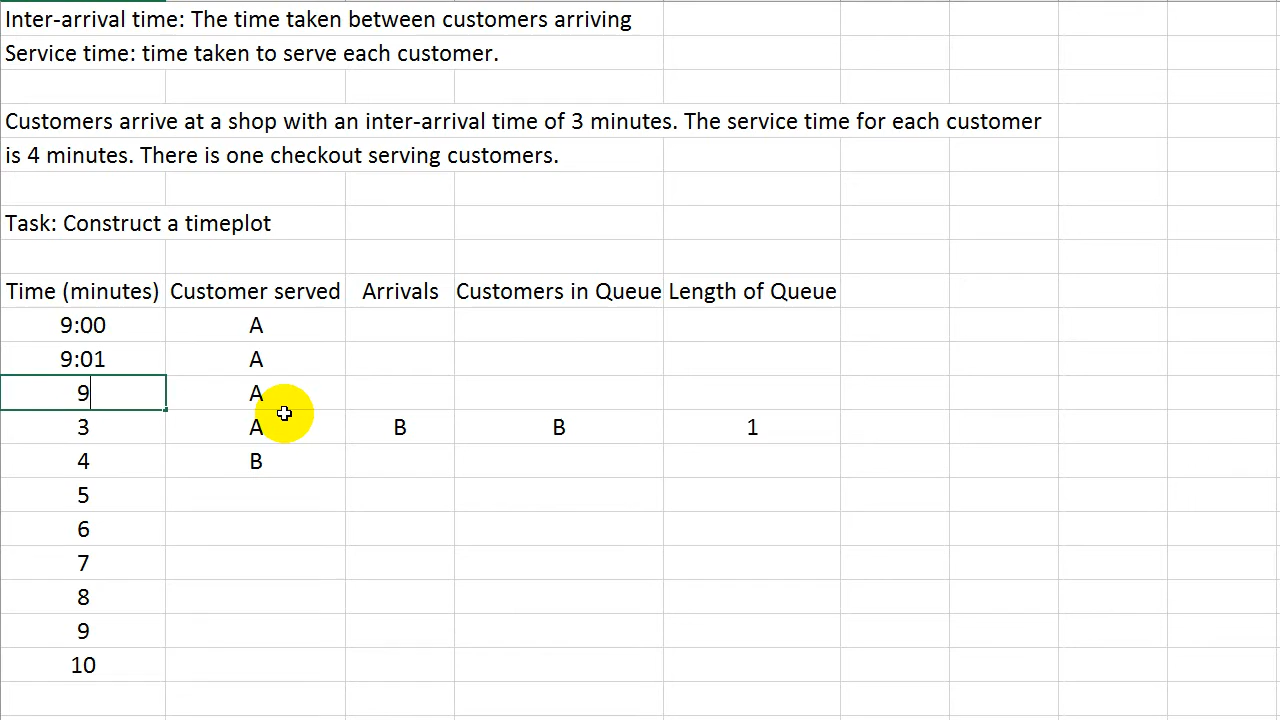 Inter-arrival time: The time taken between customers arriving
Service time: time taken to serve each customer.
Customers arrive at a shop with an inter-arrival time of 3 minutes. The service time for each customer
is 4 minutes. There is one checkout serving customers.
Task: Construct a timeplot
Time (minutes) Customer served Arrivals Customers in Queue Length of Queue
9:00 A
9:01 A
9 A
3 A B B 1
4 B
5
6
7
8
9
10